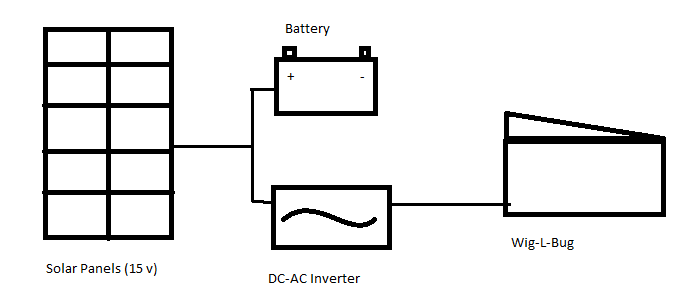 Battery
+ -
Wig-L-Bug
Solar Panels (15 v)
DC-AC Inverter